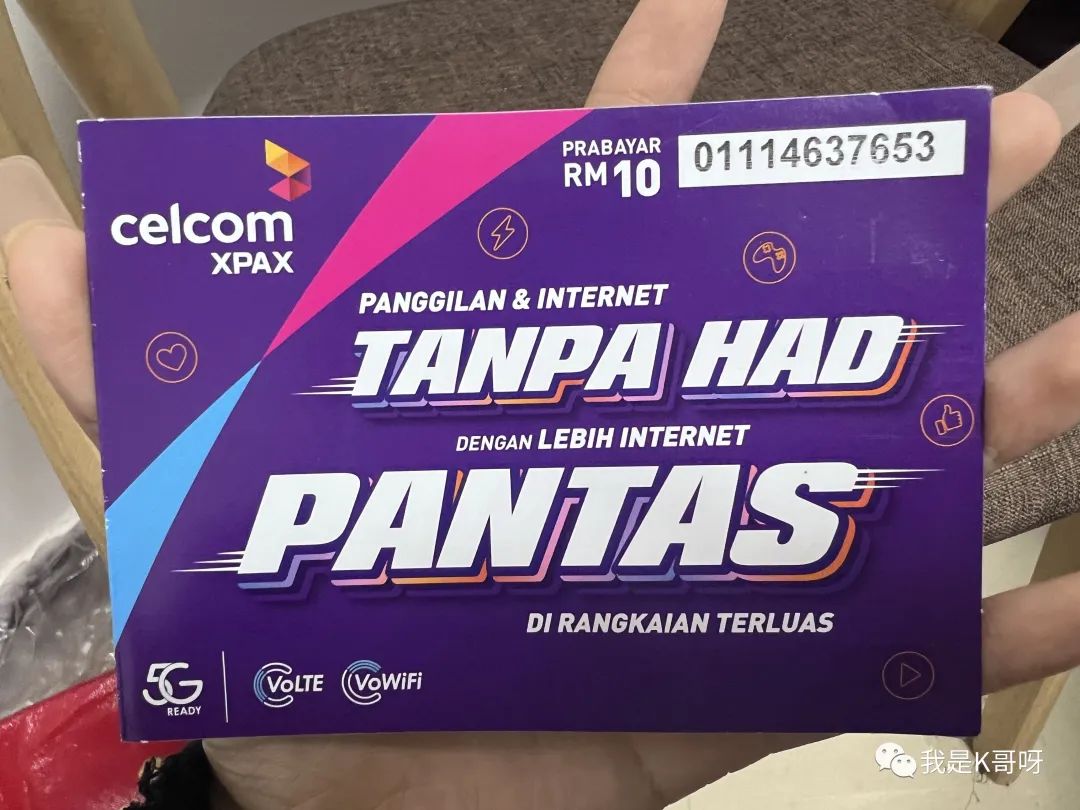 celcom
XPAX
PRABAYAR
RM10
01114637653
PANGGILAN & INTERNET
TANPA HAD
DENGAN LEBIH INTERNET
PANTAS
DI RANGKAIAN TERLUAS
5G
READY
VoLTE
VoWiFi
我是K哥呀